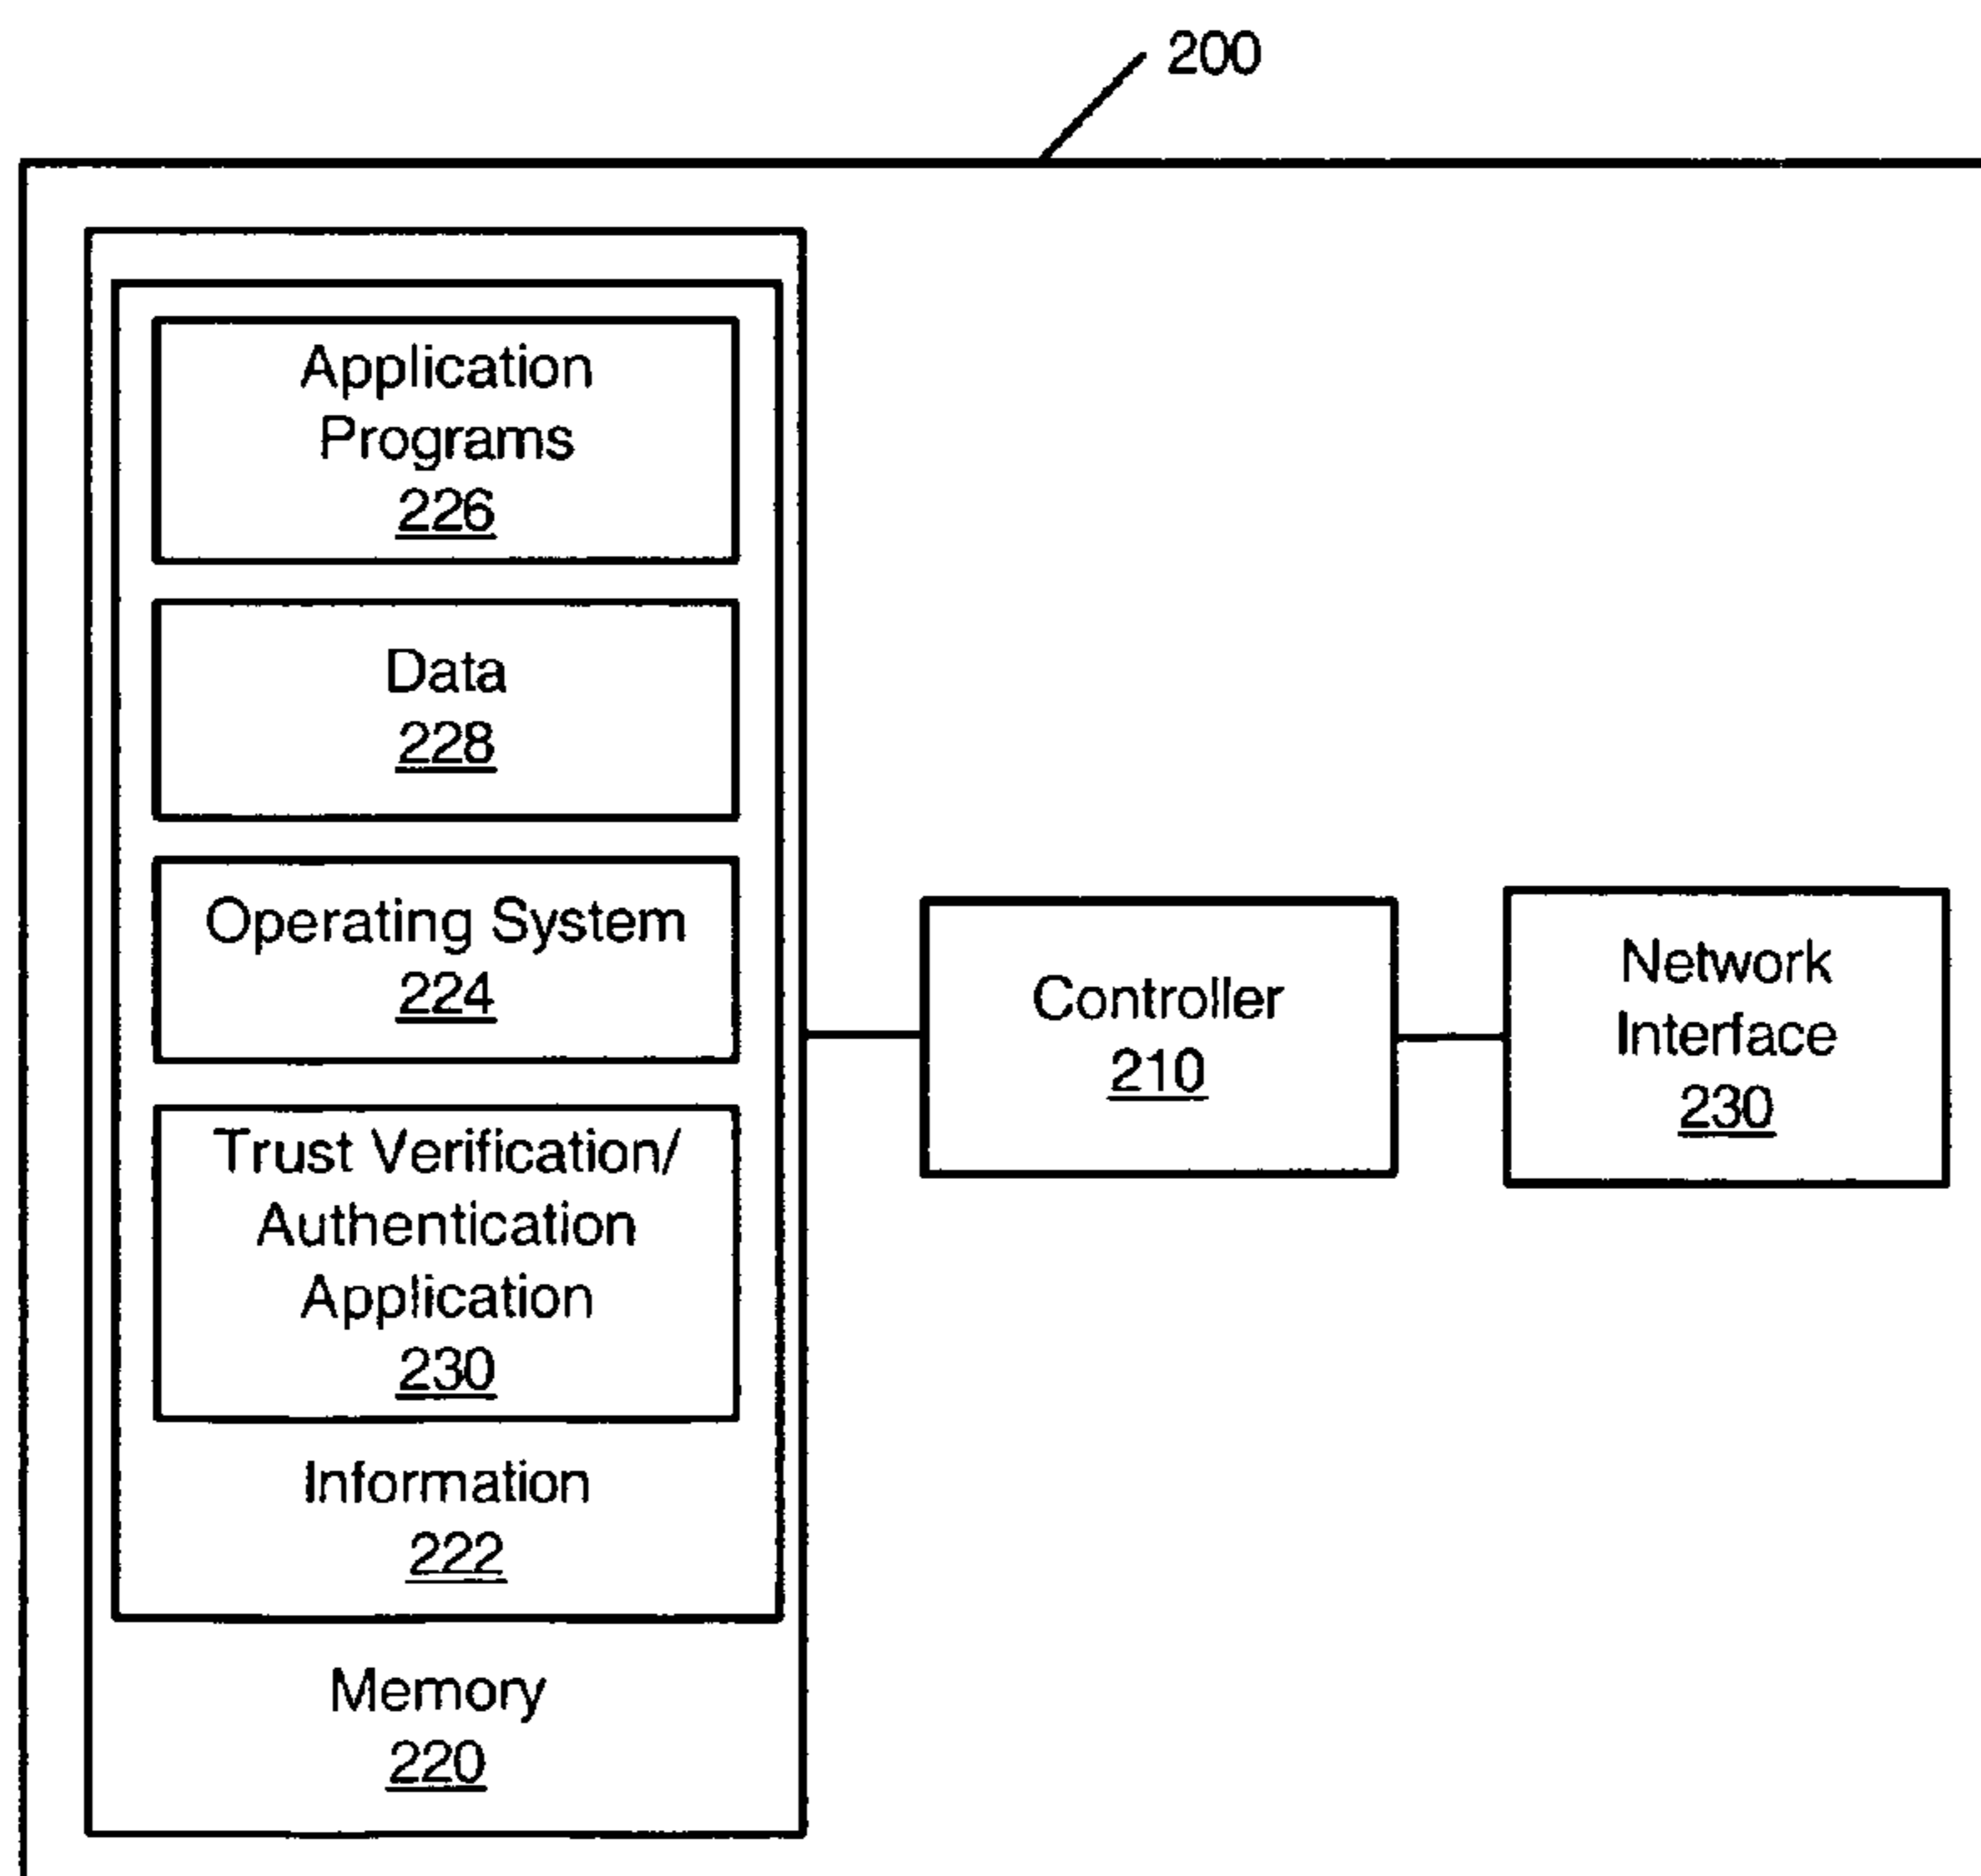 200
Application
Programs
226
Data
228
Operating System
224
Trust Verification/
Authentication
Application
230
Information
222
Memory
220
Controller
210
Network
Interface
230